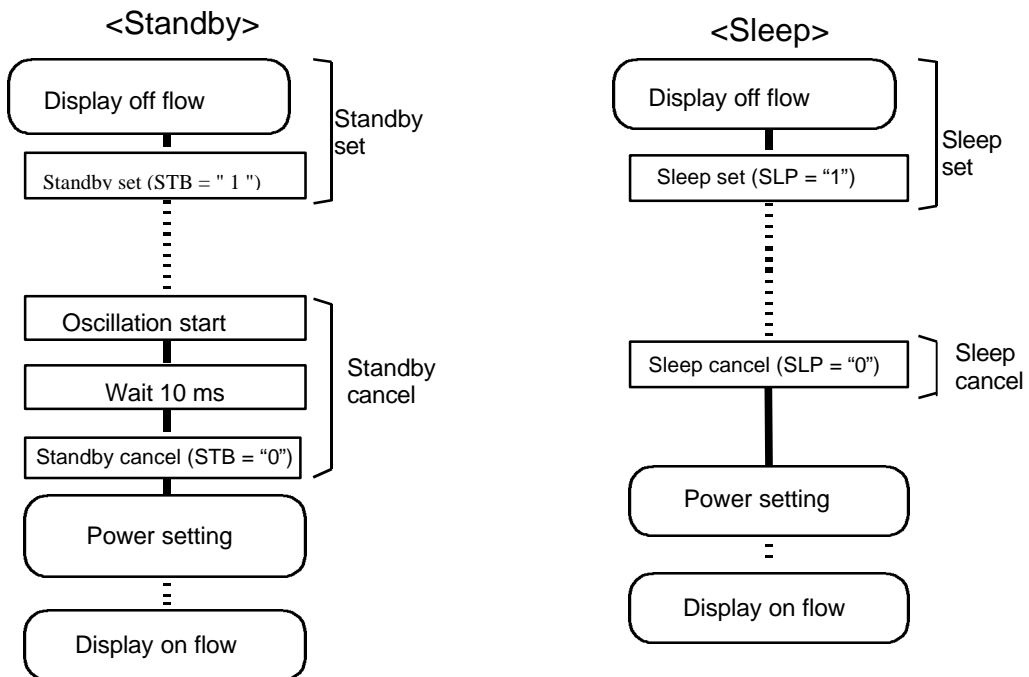 <Standby>
Display off flow
Standby set (STB = " 1 ")
Standby
set
Oscillation start
Wait 10 ms
Standby cancel (STB = “0”)
Standby
cancel
Power setting
Display on flow
<Sleep>
Display off flow
Sleep set (SLP = “1”)
Sleep
set
Sleep cancel (SLP = “0”)
Sleep
cancel
Power setting
Display on flow